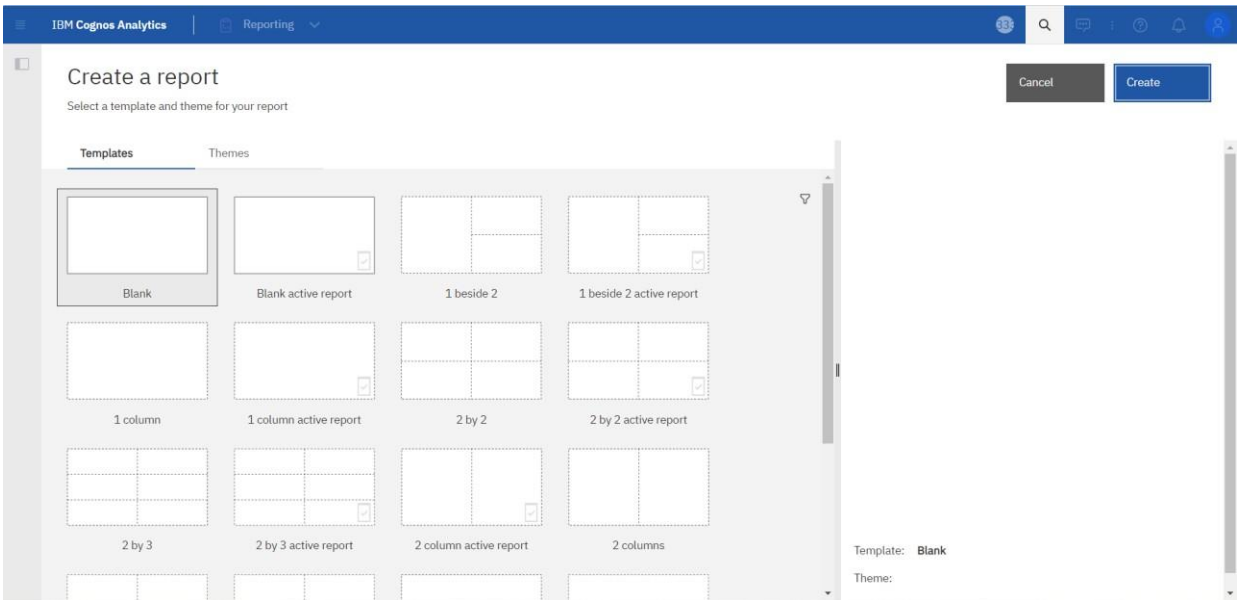 IBM Cognos Analytics
Reporting
Create a report
Select a template and theme for your report
Cancel
Create
Templates
Themes
Blank
Blank active report
1 beside 2
1 beside 2 active report
1 column
1 column active report
2 by 2
2 by 2 active report
2 by 3
2 by 3 active report
2 column active report
2 columns
Template: Blank
Theme: